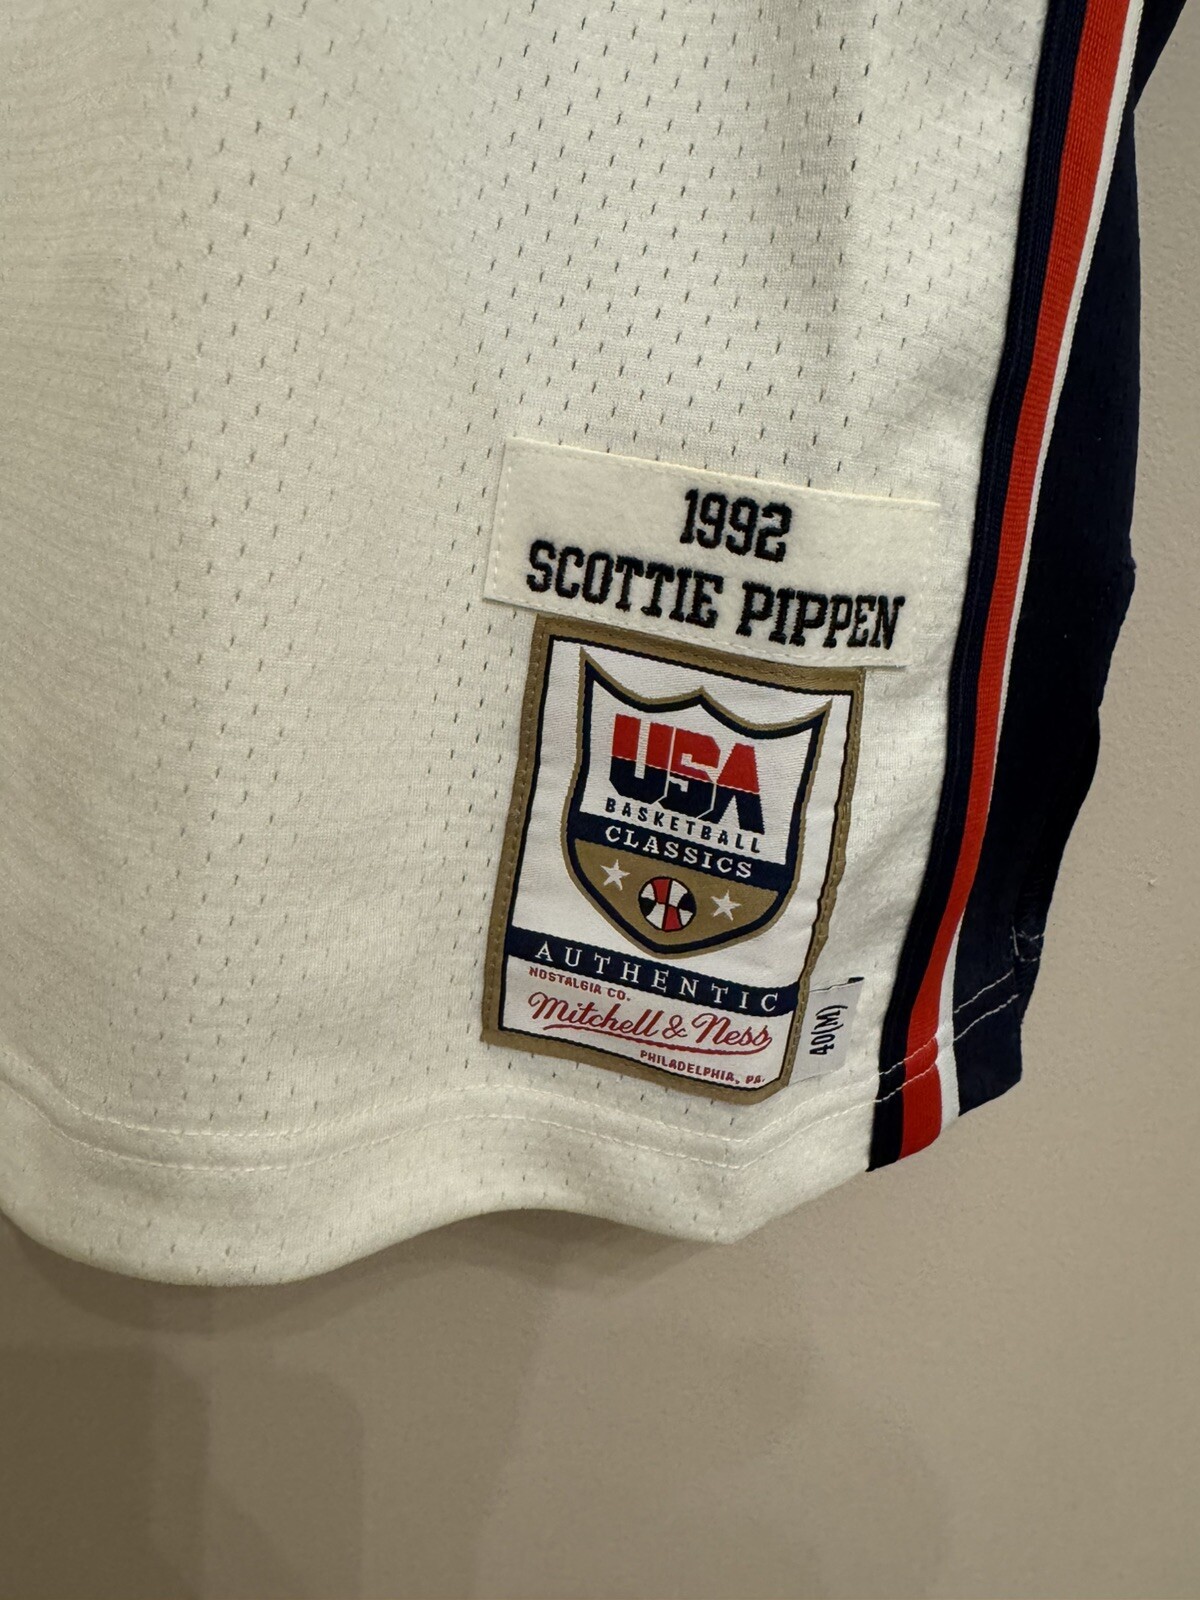 1992
SCOTTIE PIPPEN
USA
BASKETBALL
CLASSICS
AUTHENTIC
NOSTALGIA CO.
Mitchell & Ness
PHILADELPHIA, PA.
40(M)